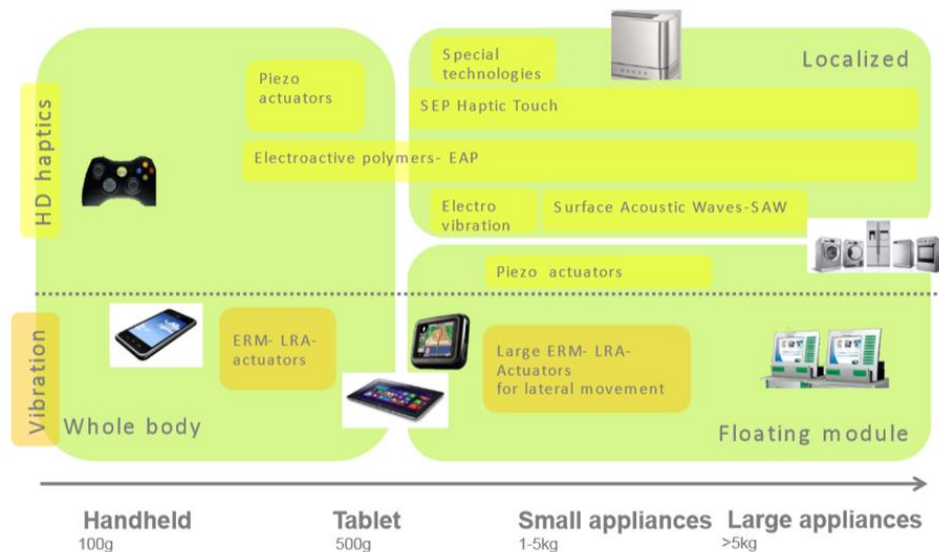 Special
technologies
Localized
Piezo
actuators
SEP Haptic Touch
HD haptics
Electroactive polymers- EAP
Electro
vibration
Surface Acoustic Waves-SAW
Piezo actuators
Vibration
ERM- LRA-
actuators
Large ERM- LRA-
Actuators
for lateral movement
Whole body
Floating module
Handheld
100g
Tablet
500g
Small appliances
1-5kg
Large appliances
>5kg